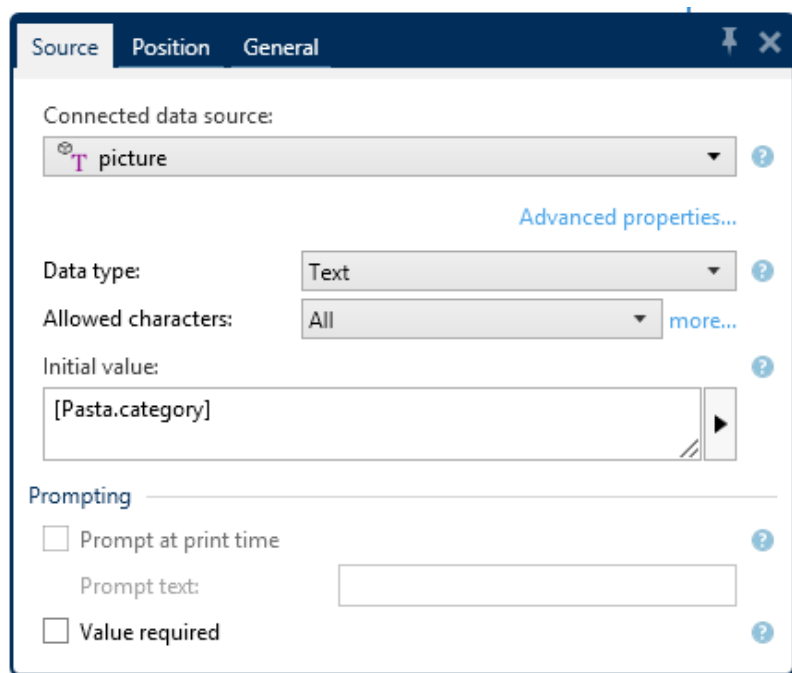 Source Position General
Connected data source:
T picture
Advanced properties...
Data type: Text
Allowed characters: All more...
Initial value:
[Pasta.category]
Prompting
Prompt at print time
Prompt text:
Value required